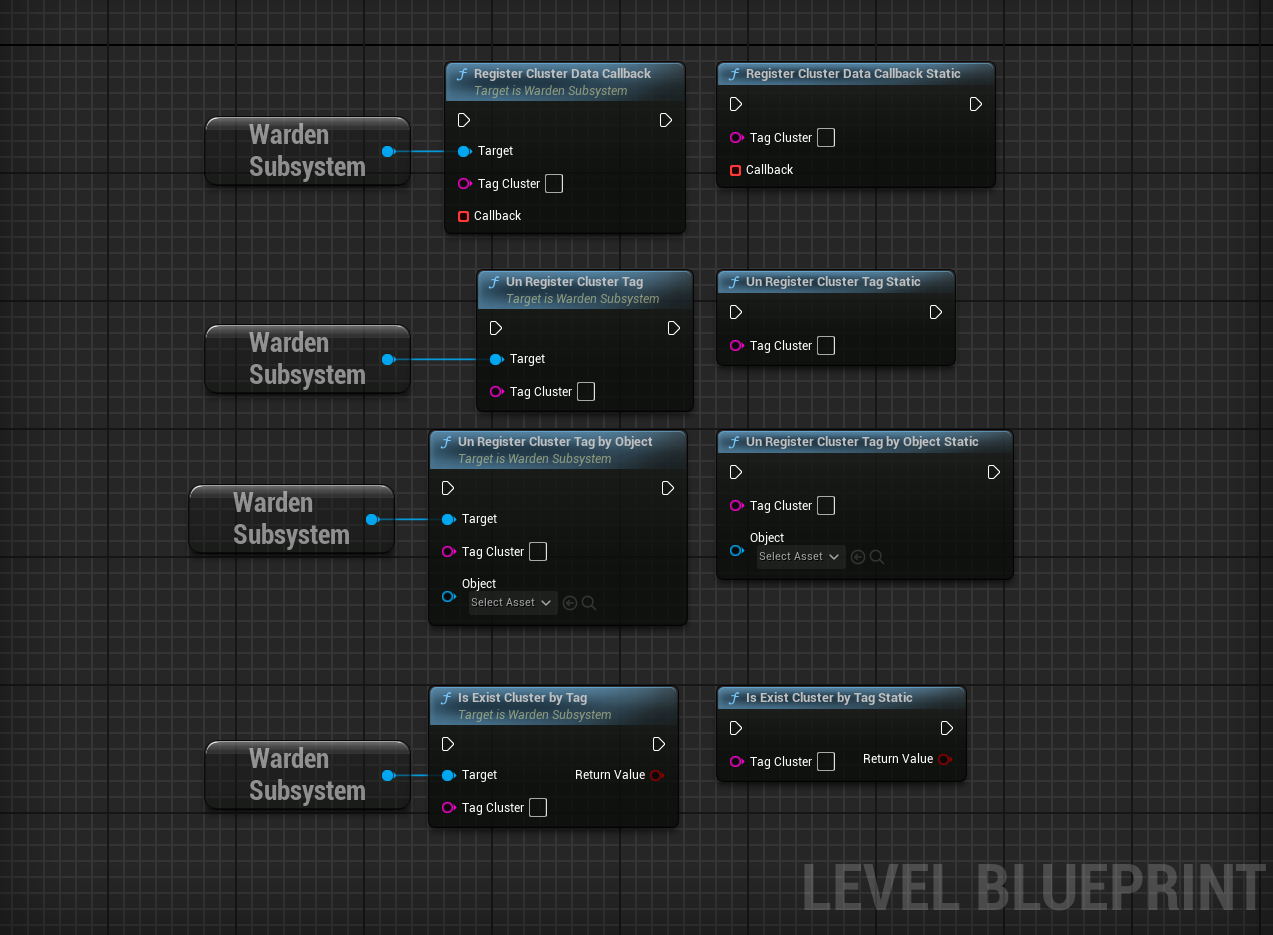 Register Cluster Data Callback
Target is Warden Subsystem
Warden
Subsystem
Target
Tag Cluster
Callback
Register Cluster Data Callback Static
Tag Cluster
Callback
Un Register Cluster Tag
Target is Warden Subsystem
Warden
Subsystem
Target
Tag Cluster
Un Register Cluster Tag Static
Tag Cluster
Un Register Cluster Tag by Object
Target is Warden Subsystem
Warden
Subsystem
Target
Tag Cluster
Object
Select Asset
Un Register Cluster Tag by Object Static
Tag Cluster
Object
Select Asset
Is Exist Cluster by Tag
Target is Warden Subsystem
Warden
Subsystem
Target
Return Value
Tag Cluster
Is Exist Cluster by Tag Static
Tag Cluster
Return Value
LEVEL BLUEPRINT